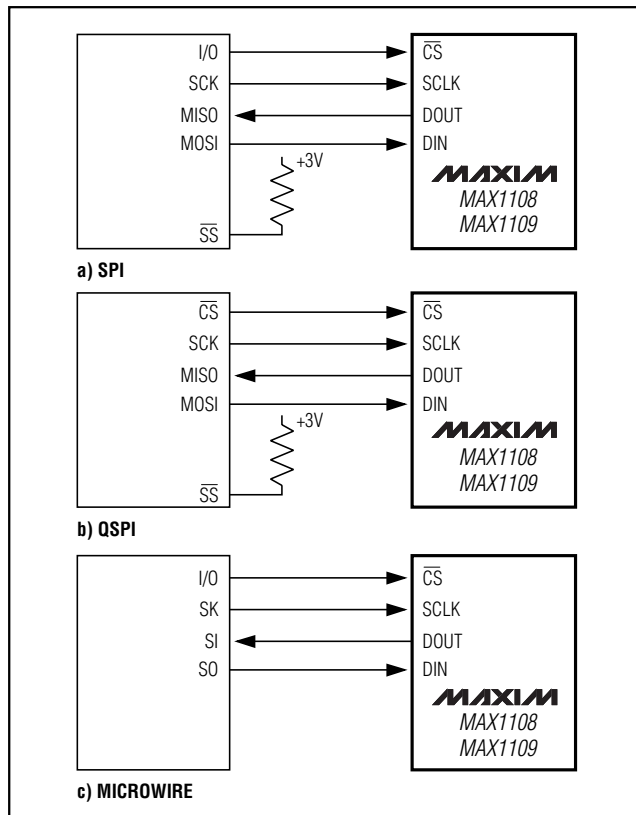 I/O CS
SCK SCLK
MISO DOUT
MOSI DIN
+3V
MAXIM
MAX1108
MAX1109
SS
a) SPI
CS CS
SCK SCLK
MISO DOUT
MOSI DIN
+3V
MAXIM
MAX1108
MAX1109
SS
b) QSPI
I/O CS
SK SCLK
SI DOUT
SO DIN
MAXIM
MAX1108
MAX1109
c) MICROWIRE